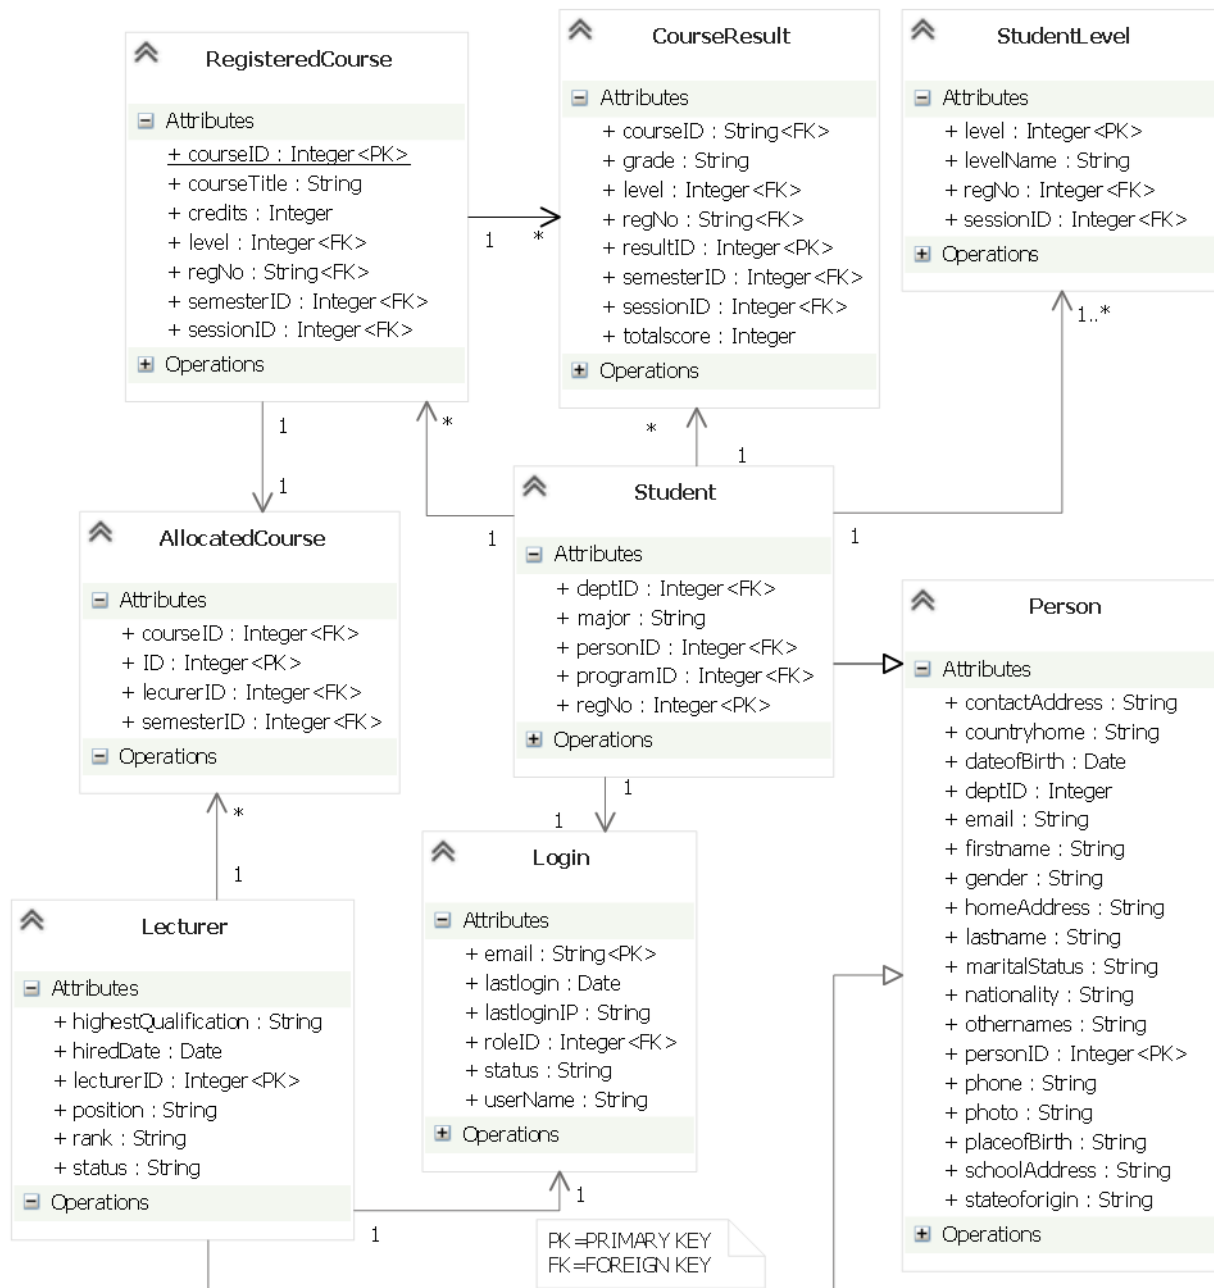 RegisteredCourse
Attributes
+ courseID : Integer<PK>
+ courseTitle : String
+ credits : Integer
+ level : Integer<FK>
+ regNo : String<FK>
+ semesterID : Integer<FK>
+ sessionID : Integer<FK>
Operations
CourseResult
Attributes
+ courseID : String<FK>
+ grade : String
+ level : Integer<FK>
+ regNo : String<FK>
+ resultID : Integer<PK>
+ semesterID : Integer<FK>
+ sessionID : Integer<FK>
+ totalscore : Integer
Operations
StudentLevel
Attributes
+ level : Integer<PK>
+ levelName : String
+ regNo : Integer<FK>
+ sessionID : Integer<FK>
Operations
1
*
1..*
1
*
*
1
1
1
1
AllocatedCourse
Attributes
+ courseID : Integer<FK>
+ ID : Integer<PK>
+ lecurerID : Integer<FK>
+ semesterID : Integer<FK>
Operations
Student
Attributes
+ deptID : Integer<FK>
+ major : String
+ personID : Integer<FK>
+ programID : Integer<FK>
+ regNo : Integer<PK>
Operations
Person
Attributes
+ contactAddress : String
+ countryhome : String
+ dateofBirth : Date
+ deptID : Integer
+ email : String
+ firstname : String
+ gender : String
+ homeAddress : String
+ lastname : String
+ maritalStatus : String
+ nationality : String
+ othernames : String
+ personID : Integer<PK>
+ phone : String
+ photo : String
+ placeofBirth : String
+ schoolAddress : String
+ stateoforigin : String
Operations
*
1
1
1
Lecturer
Attributes
+ highestQualification : String
+ hiredDate : Date
+ lecturerID : Integer<PK>
+ position : String
+ rank : String
+ status : String
Operations
Login
Attributes
+ email : String<PK>
+ lastlogin : Date
+ lastloginIP : String
+ roleID : Integer<FK>
+ status : String
+ userName : String
Operations
1
1
PK=PRIMARY KEY
FK=FOREIGN KEY